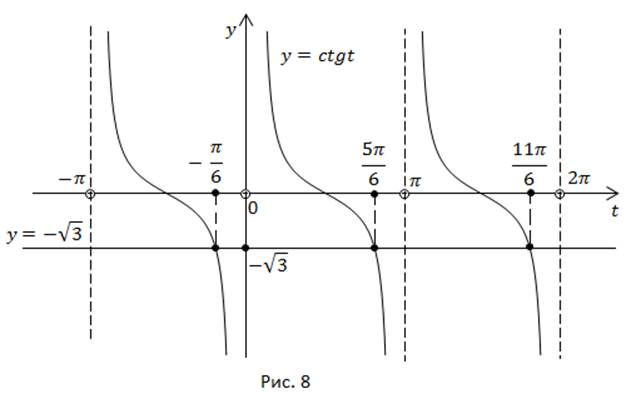 y
y = ctgt
−π
−π/6
5π/6
π
11π/6
2π
0
t
y = −√3
−√3
Рис. 8